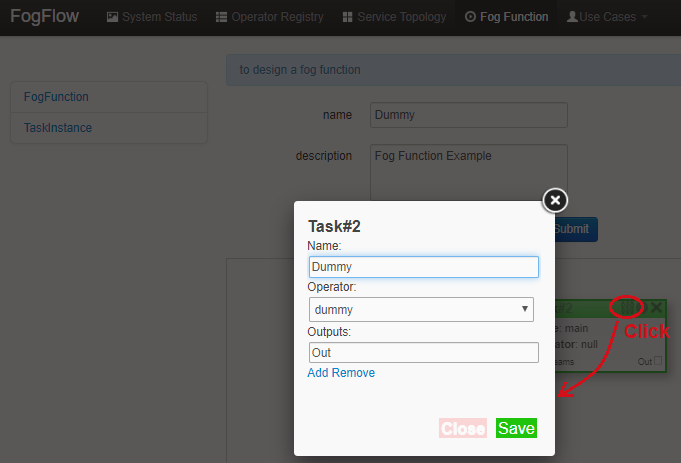 FogFlow System Status Operator Registry Service Topology Fog Function Use Cases
to design a fog function
FogFunction
TaskInstance
name Dummy
description Fog Function Example
Submit
Task#2
Name:
Dummy
Operator:
dummy
Outputs:
Out
Add Remove
Close Save
#2
: main
ator: null
Out
Click